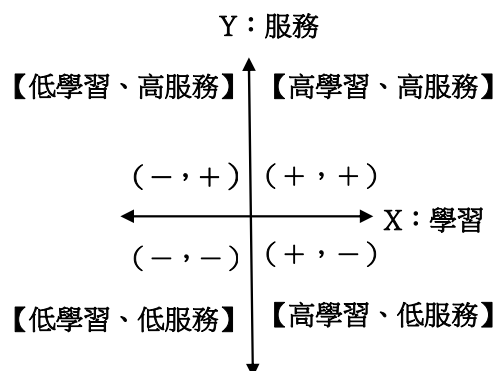 Y：服務
【低學習、高服務】 【高學習、高服務】
(－，＋) (＋，＋)
X：學習
(－，－) (＋，－)
【低學習、低服務】 【高學習、低服務】